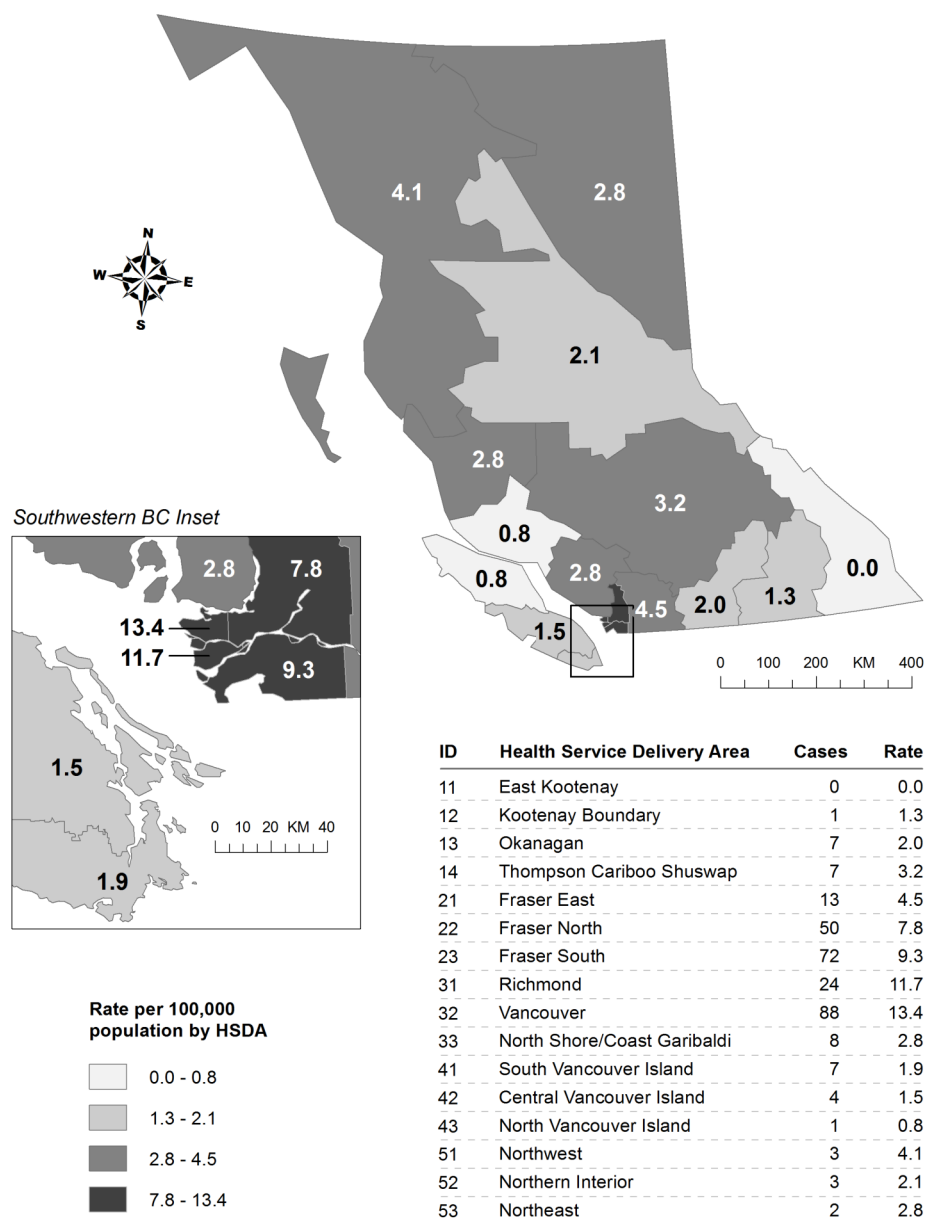 4.1
2.8
N
W
E
S
2.1
2.8
3.2
Southwestern BC Inset
0.8
0.8
2.8
0.0
4.5
2.0
1.3
1.5
2.8
7.8
13.4
11.7
9.3
1.5
1.9
0 10 20 KM 40
0 100 200 KM 400
ID Health Service Delivery Area Cases Rate
11 East Kootenay 0 0.0
12 Kootenay Boundary 1 1.3
13 Okanagan 7 2.0
14 Thompson Cariboo Shuswap 7 3.2
21 Fraser East 13 4.5
22 Fraser North 50 7.8
23 Fraser South 72 9.3
31 Richmond 24 11.7
32 Vancouver 88 13.4
33 North Shore/Coast Garibaldi 8 2.8
41 South Vancouver Island 7 1.9
42 Central Vancouver Island 4 1.5
43 North Vancouver Island 1 0.8
51 Northwest 3 4.1
52 Northern Interior 3 2.1
53 Northeast 2 2.8
Rate per 100,000
population by HSDA
0.0 - 0.8
1.3 - 2.1
2.8 - 4.5
7.8 - 13.4